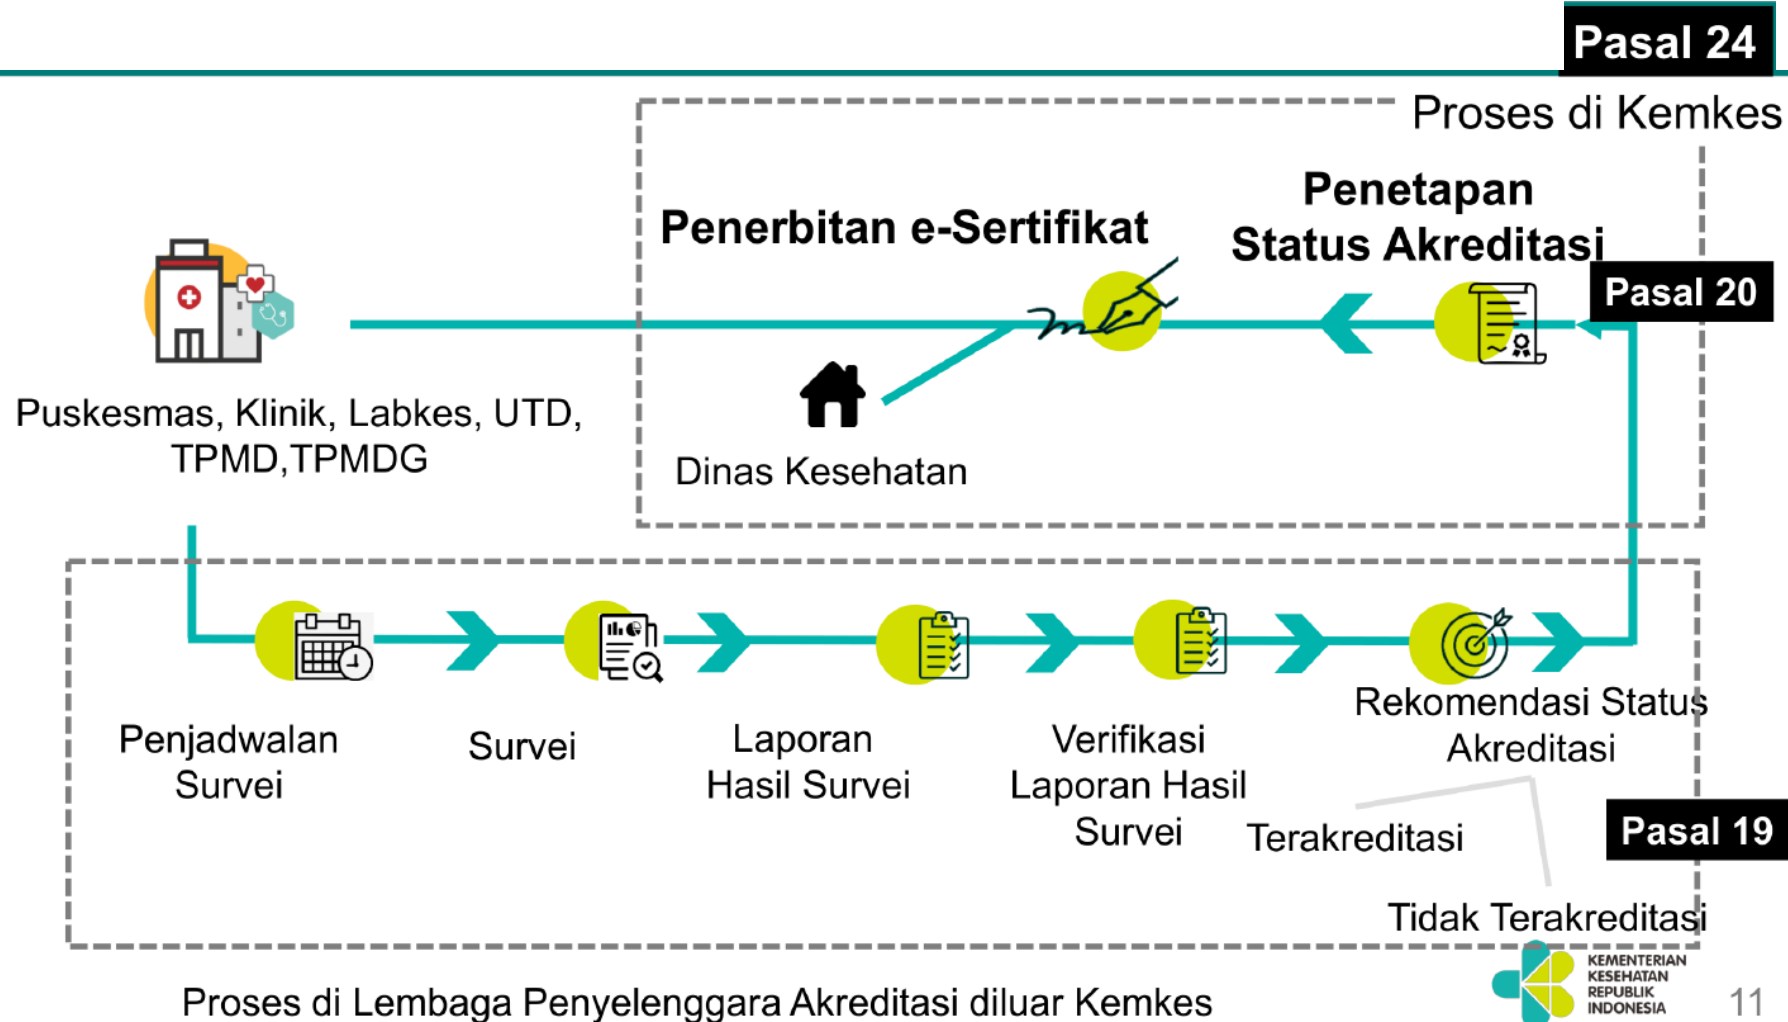 Pasal 24
Proses di Kemkes
Penetapan
Status Akreditasi
Penerbitan e-Sertifikat
Pasal 20
Puskesmas, Klinik, Labkes, UTD,
TPMD,TPMDG
Dinas Kesehatan
Penjadwalan
Survei
Survei
Laporan
Hasil Survei
Verifikasi
Laporan Hasil
Survei
Rekomendasi Status
Akreditasi
Terakreditasi
Pasal 19
Tidak Terakreditasi
Proses di Lembaga Penyelenggara Akreditasi diluar Kemkes
KEMENTERIAN
KESEHATAN
REPUBLIK
INDONESIA
11